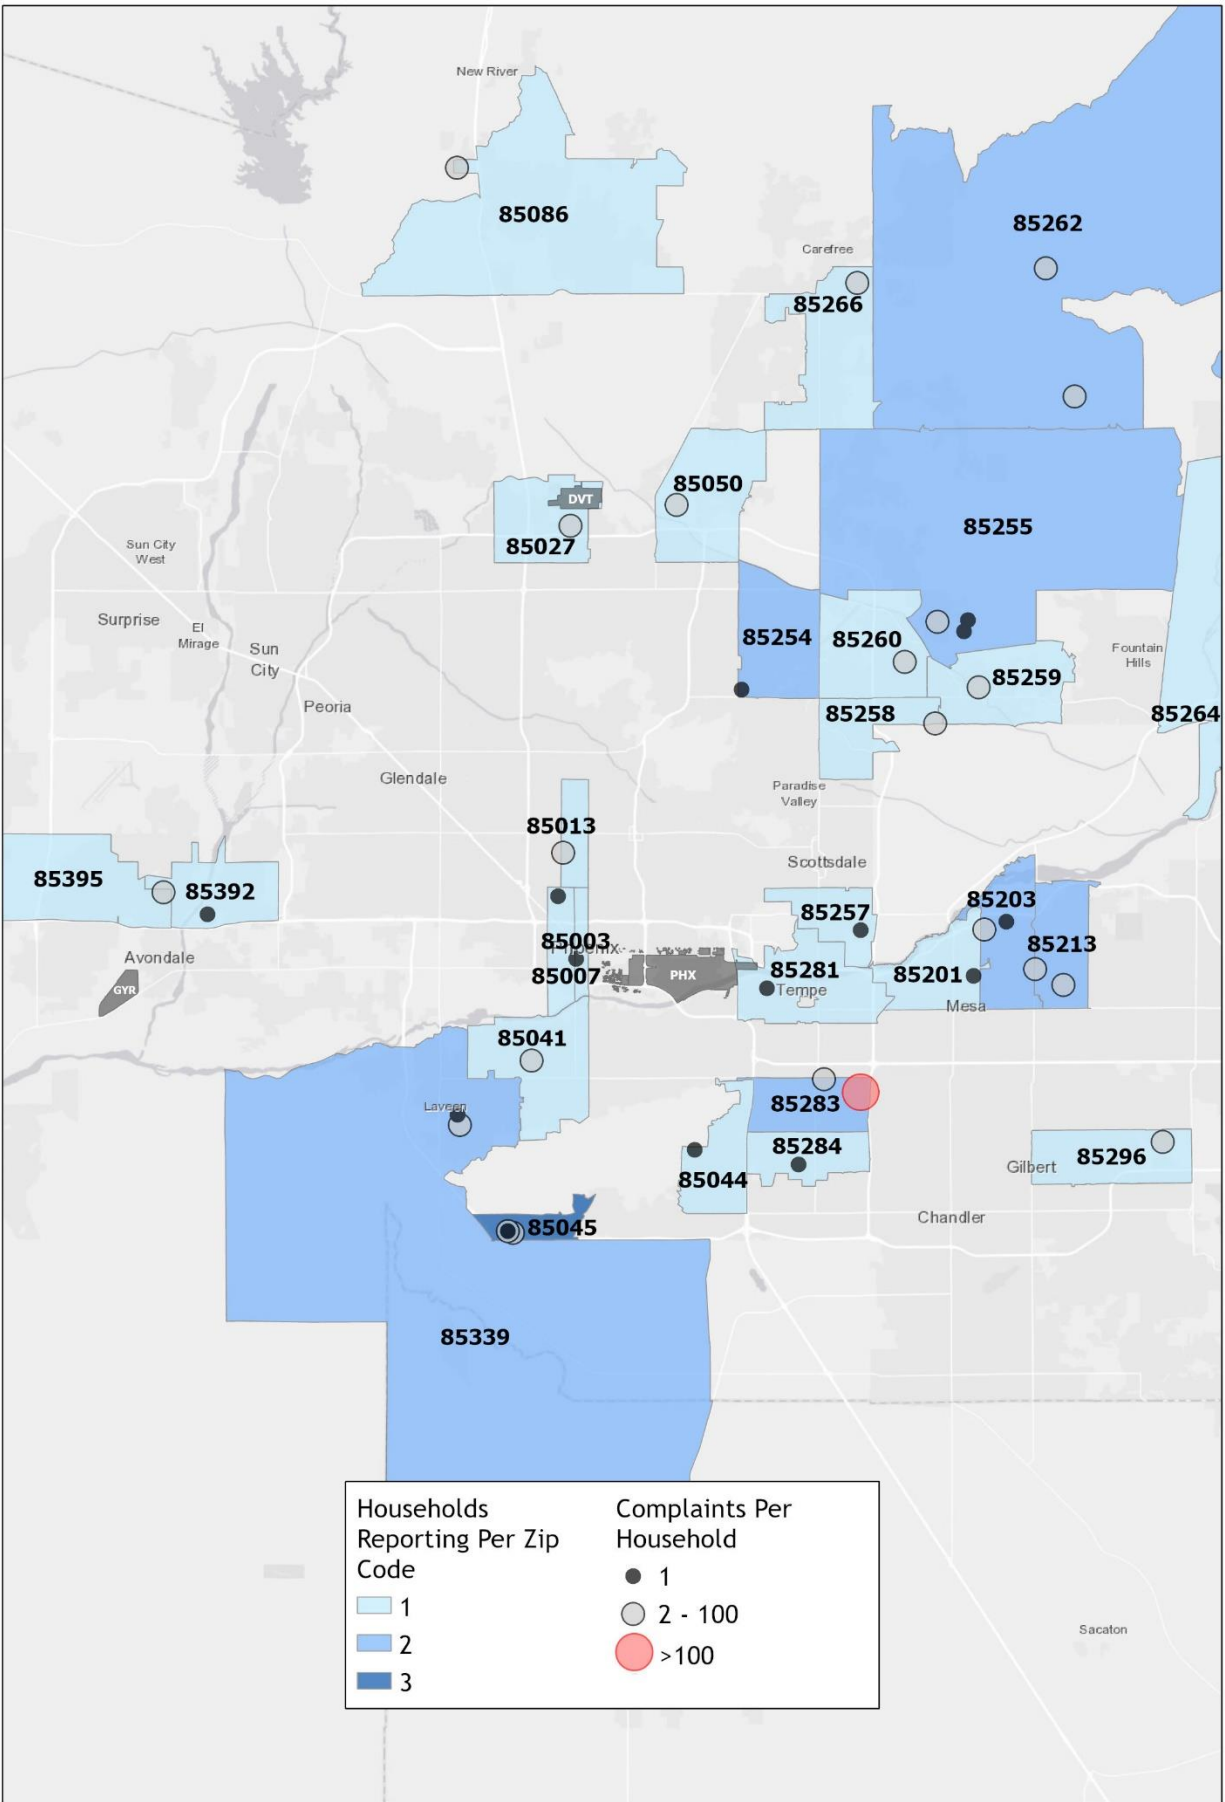 New River
85086
85262
Carefree
85266
85050
DVT
85027
85255
Sun City
West
Surprise
El
Mirage
Sun
City
85254
85260
Fountain
Hills
85259
Peoria
85258
85264
Glendale
Paradise
Valley
85013
Scottsdale
85395
85392
85203
85257
85003
Phoenix
85213
Avondale
85007
PHX
85281
85201
GYR
Tempe
Mesa
85041
Laveen
85283
85284
85296
Gilbert
85044
Chandler
85045
85339
Households
Reporting Per Zip
Code
1
2
3
Complaints Per
Household
1
2 - 100
>100
Sacaton